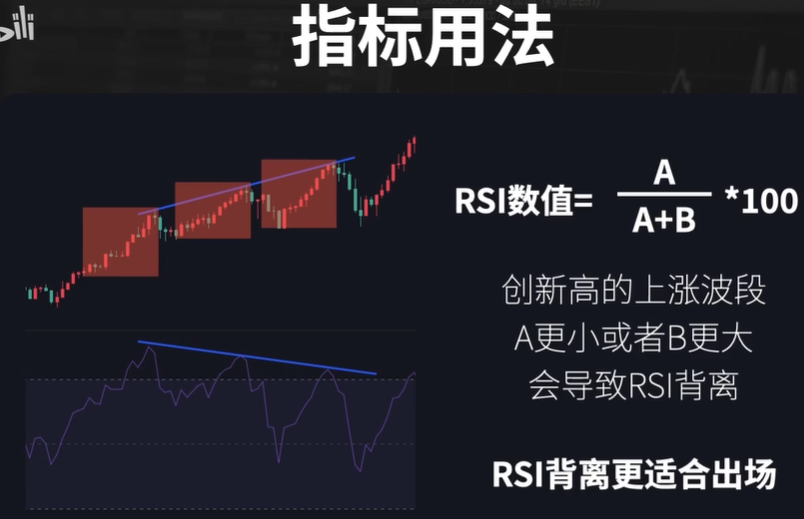 指标用法
RSI数值=
A
A+B
*100
创新高的上涨波段
A更小或者B更大
会导致RSI背离
RSI背离更适合出场